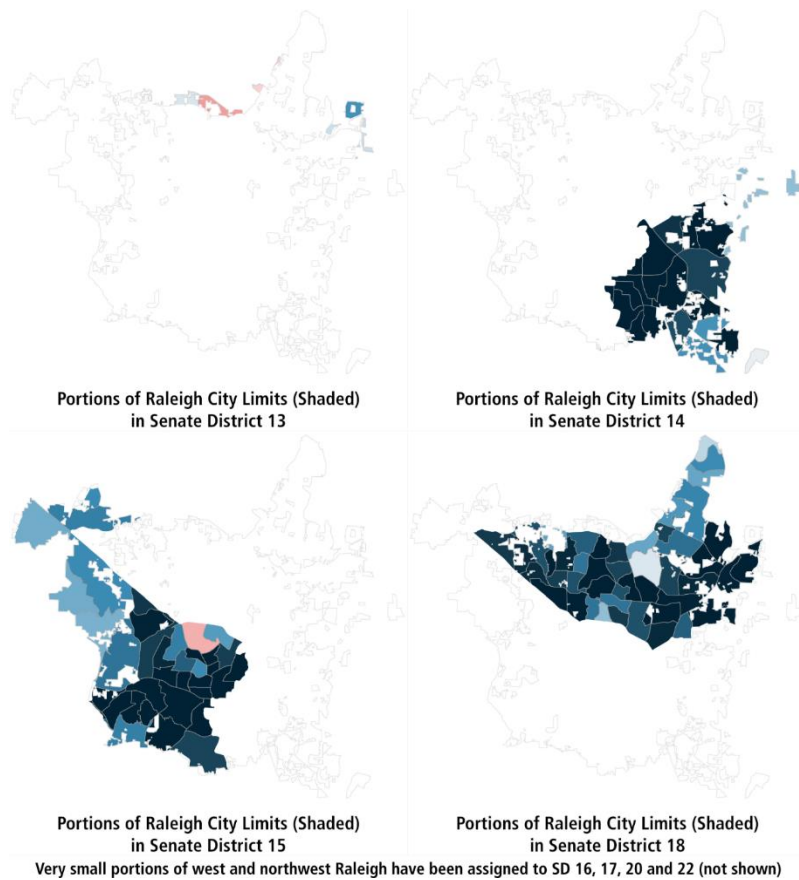 Portions of Raleigh City Limits (Shaded)
in Senate District 13
Portions of Raleigh City Limits (Shaded)
in Senate District 14
Portions of Raleigh City Limits (Shaded)
in Senate District 15
Portions of Raleigh City Limits (Shaded)
in Senate District 18
Very small portions of west and northwest Raleigh have been assigned to SD 16, 17, 20 and 22 (not shown)